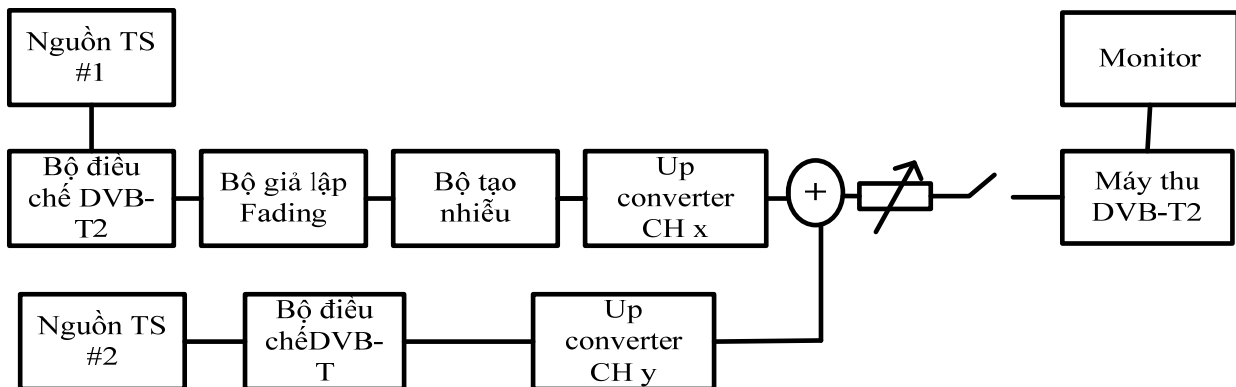 Nguồn TS
#1
Monitor
Bộ điều
chế DVB-
T2
Bộ giả lập
Fading
Bộ tạo
nhiễu
Up
converter
CH x
+
Máy thu
DVB-T2
Nguồn TS
#2
Bộ điều
chếDVB-
T
Up
converter
CH y